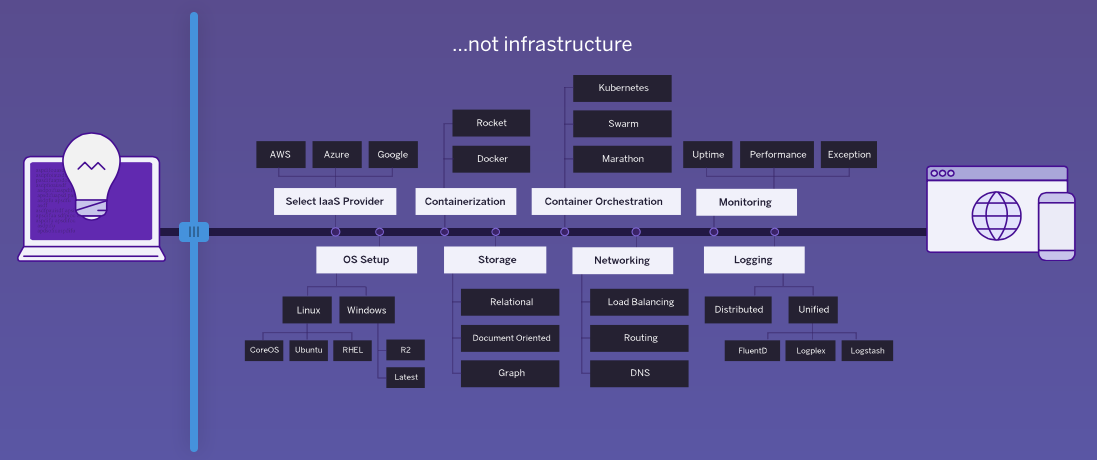 ...not infrastructure
Kubernetes
Rocket
Swarm
AWS
Azure
Google
Docker
Marathon
Uptime
Performance
Exception
Select IaaS Provider
Containerization
Container Orchestration
Monitoring
OS Setup
Storage
Networking
Logging
Linux
Windows
Relational
Load Balancing
Distributed
Unified
CoreOS
Ubuntu
RHEL
R2
Document Oriented
Routing
FluentD
Logplex
Logstash
Latest
Graph
DNS